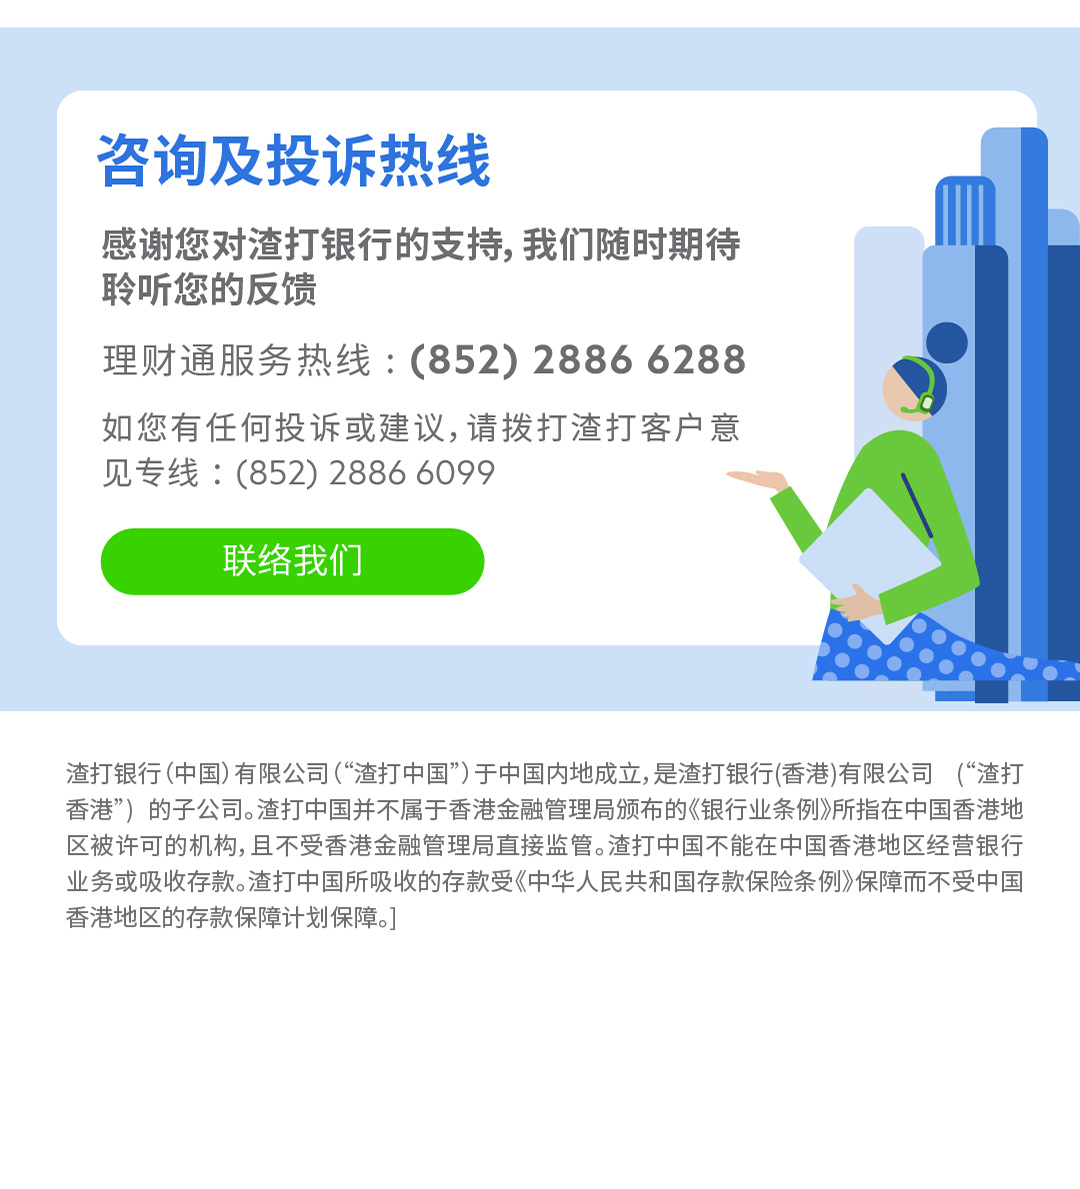 咨询及投诉热线
感谢您对渣打银行的支持，我们随时期待
聆听您的反馈
理财通服务热线：(852) 2886 6288
如您有任何投诉或建议，请拨打渣打客户意
见专线：(852) 2886 6099
联络我们
渣打银行（中国）有限公司（“渣打中国”）于中国内地成立，是渣打银行(香港)有限公司 (“渣打
香港”) 的子公司。渣打中国并不属于香港金融管理局颁布的《银行业条例》所指在中国香港地
区被许可的机构，且不受香港金融管理局直接监管。渣打中国不能在中国香港地区经营银行
业务或吸收存款。渣打中国所吸收的存款受《中华人民共和国存款保险条例》保障而不受中国
香港地区的存款保障计划保障。]